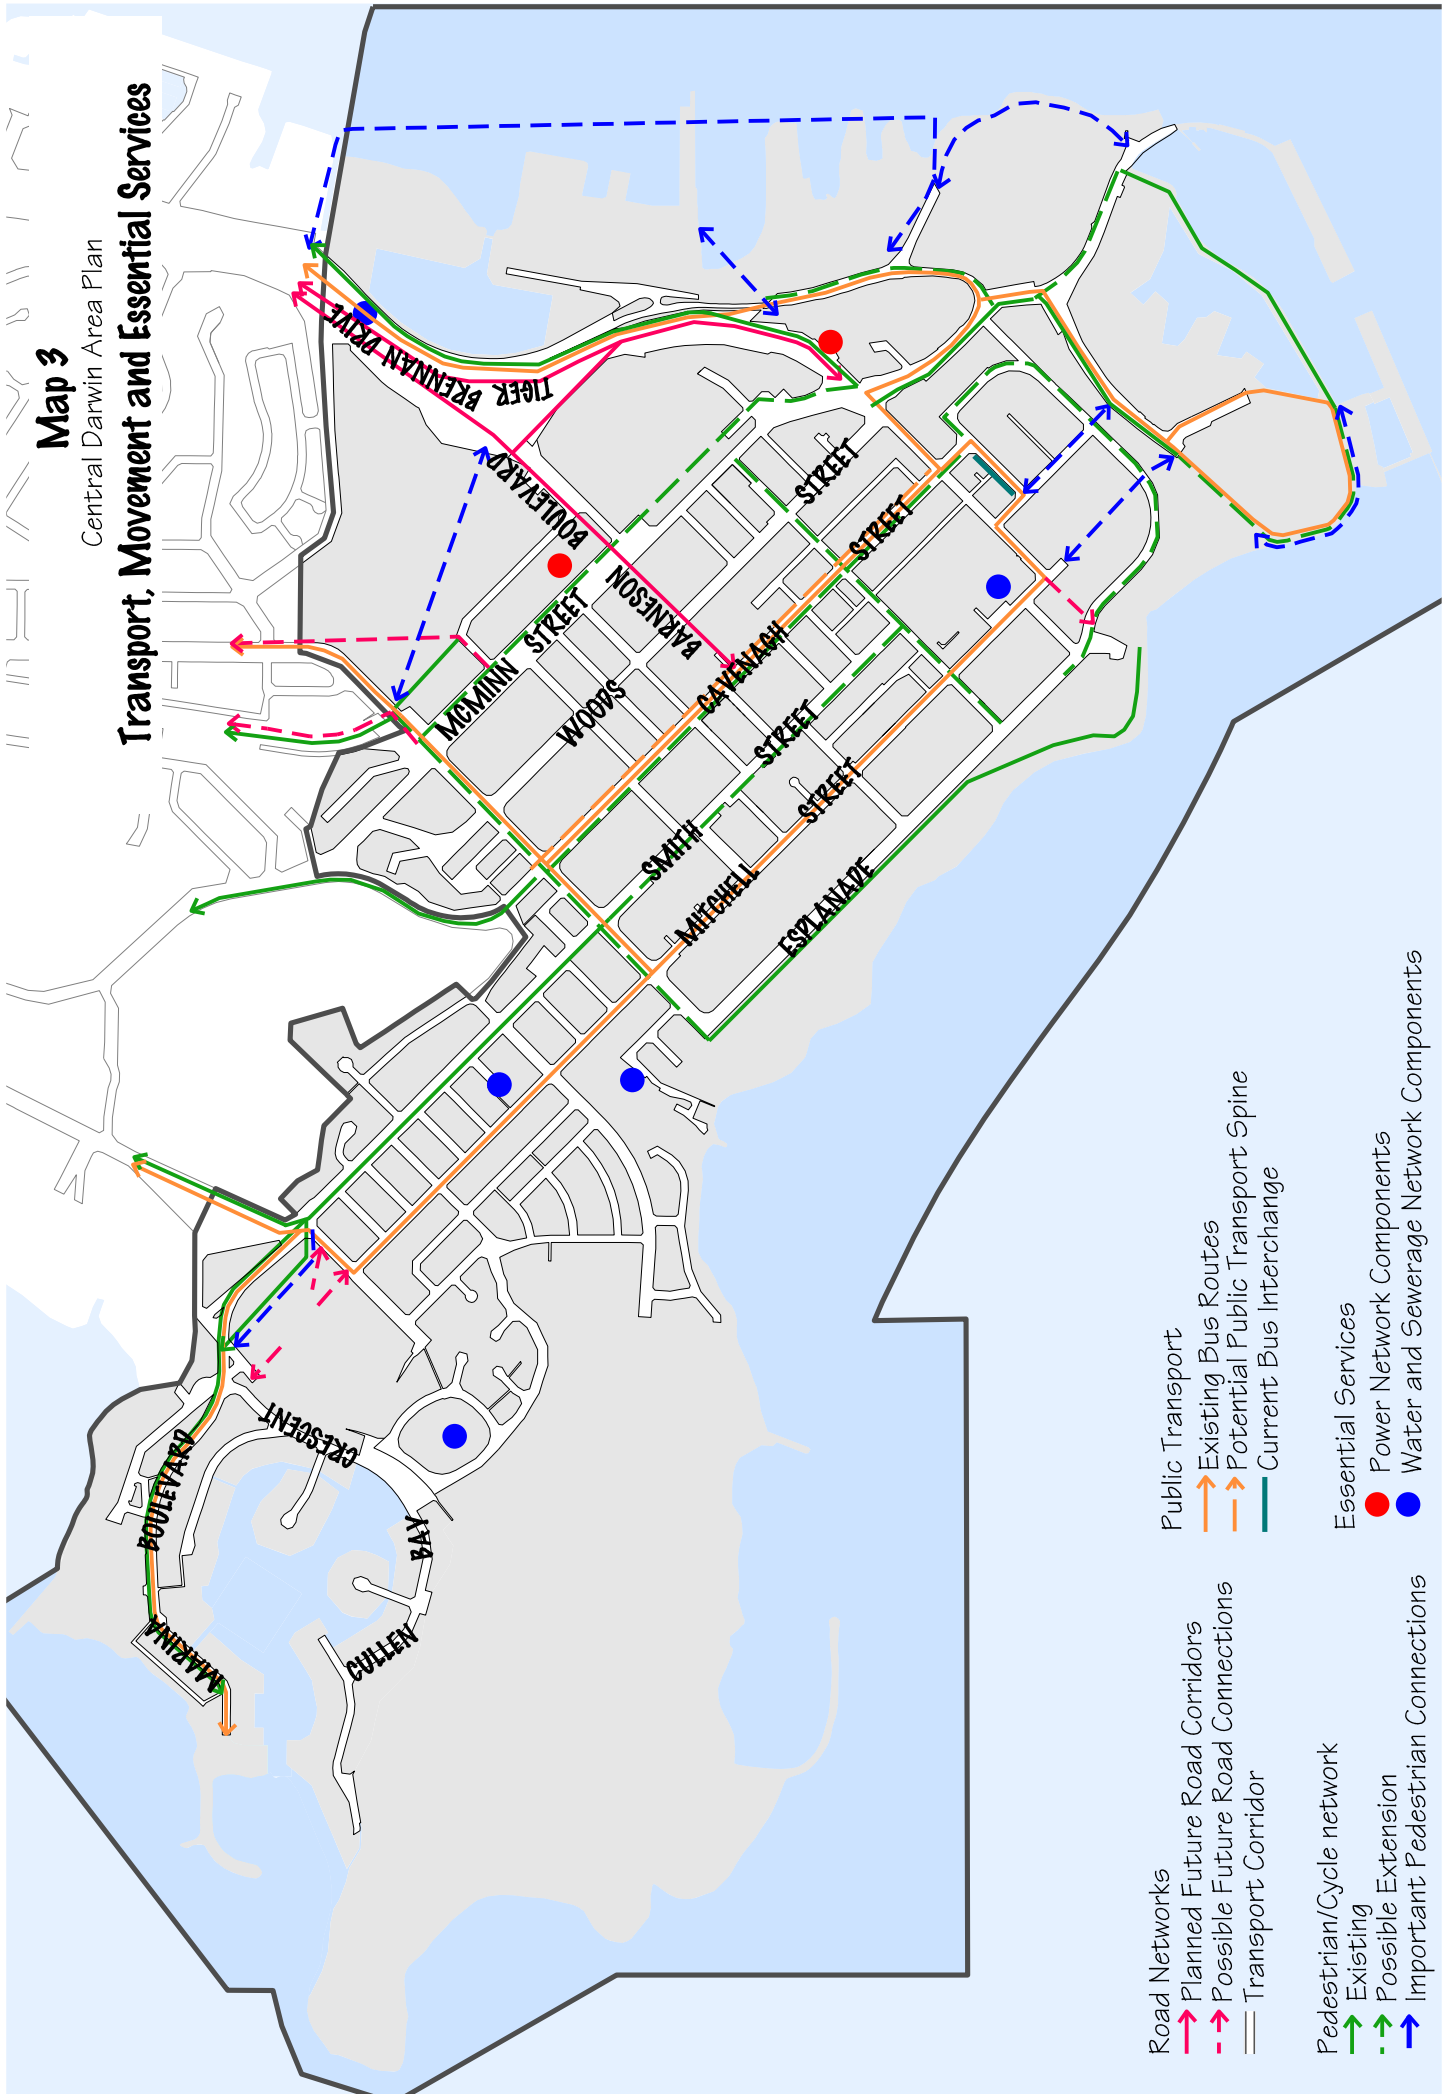 Map 3
Central Darwin Area Plan
Transport, Movement and Essential Services
TIGER BRENNAN DRIVE
BARNESON BOULEVARD
MCMINN STREET
WOODS STREET
CAVENAGH STREET
SMITH STREET
MITCHELL STREET
ESPLANADE
MARINA BOULEVARD
CULLEN BAY CRESCENT
Road Networks
Planned Future Road Corridors
Possible Future Road Connections
Transport Corridor
Pedestrian/Cycle network
Existing
Possible Extension
Important Pedestrian Connections
Public Transport
Existing Bus Routes
Potential Public Transport Spine
Current Bus Interchange
Essential Services
Power Network Components
Water and Sewerage Network Components